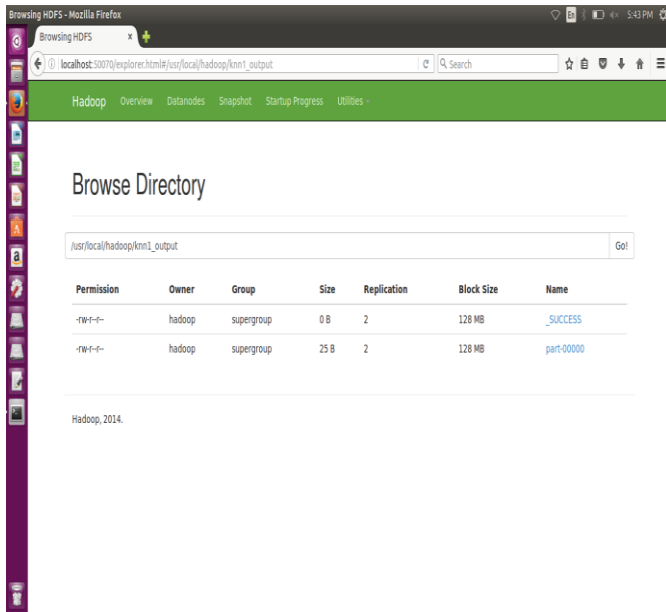 Browsing HDFS - Mozilla Firefox
En
5:43 PM
Browsing HDFS x
localhost:50070/explorer.html#/usr/local/hadoop/knn1_output
Search
Hadoop Overview Datanodes Snapshot Startup Progress Utilities
Browse Directory
/usr/local/hadoop/knn1_output Go!
Permission Owner Group Size Replication Block Size Name
-rw-r--r-- hadoop supergroup 0 B 2 128 MB _SUCCESS
-rw-r--r-- hadoop supergroup 25 B 2 128 MB part-00000
Hadoop, 2014.